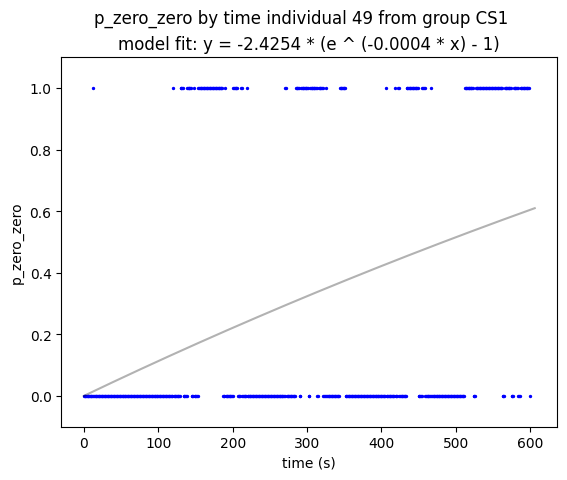 p_zero_zero by time individual 49 from group CS1
model fit: y = -2.4254 * (e ^ (-0.0004 * x) - 1)
1.0
0.8
0.6
0.4
0.2
0.0
p_zero_zero
0 100 200 300 400 500 600
time (s)